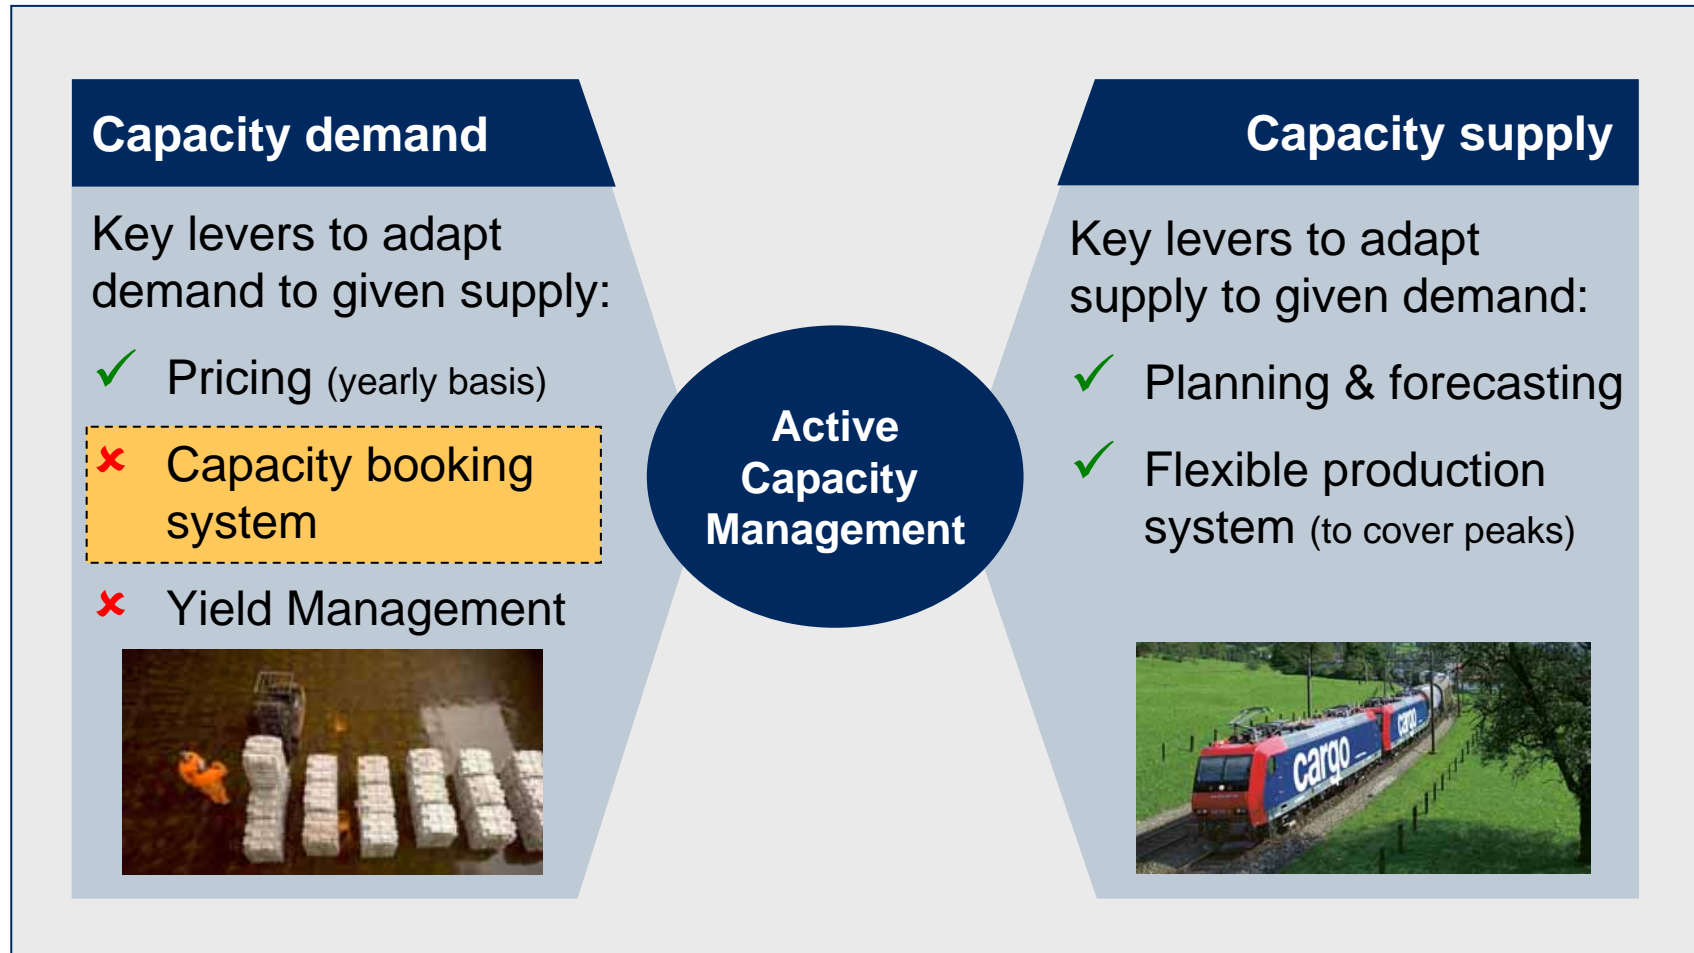 Capacity demand
Key levers to adapt
demand to given supply:
✓ Pricing (yearly basis)
✘ Capacity booking
system
✘ Yield Management
Active
Capacity
Management
Capacity supply
Key levers to adapt
supply to given demand:
✓ Planning & forecasting
✓ Flexible production
system (to cover peaks)
cargo
cargo